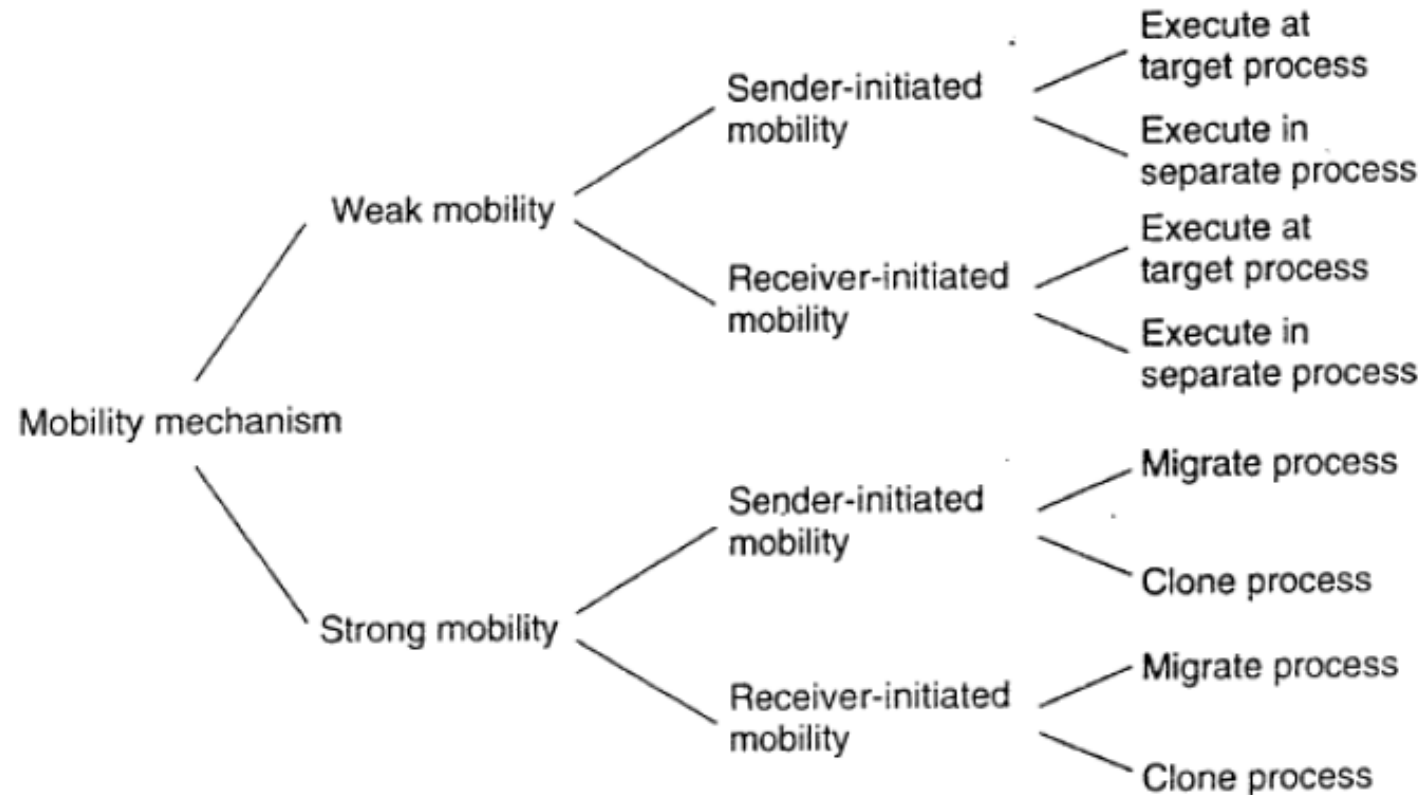 Mobility mechanism
Weak mobility
Sender-initiated
mobility
Execute at
target process
Execute in
separate process
Receiver-initiated
mobility
Execute at
target process
Execute in
separate process
Strong mobility
Sender-initiated
mobility
Migrate process
Clone process
Receiver-initiated
mobility
Migrate process
Clone process